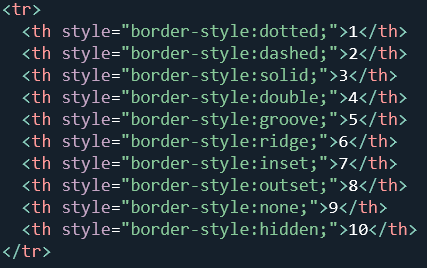 <tr>
  <th style="border-style:dotted;">1</th>
  <th style="border-style:dashed;">2</th>
  <th style="border-style:solid;">3</th>
  <th style="border-style:double;">4</th>
  <th style="border-style:groove;">5</th>
  <th style="border-style:ridge;">6</th>
  <th style="border-style:inset;">7</th>
  <th style="border-style:outset;">8</th>
  <th style="border-style:none;">9</th>
  <th style="border-style:hidden;">10</th>
</tr>